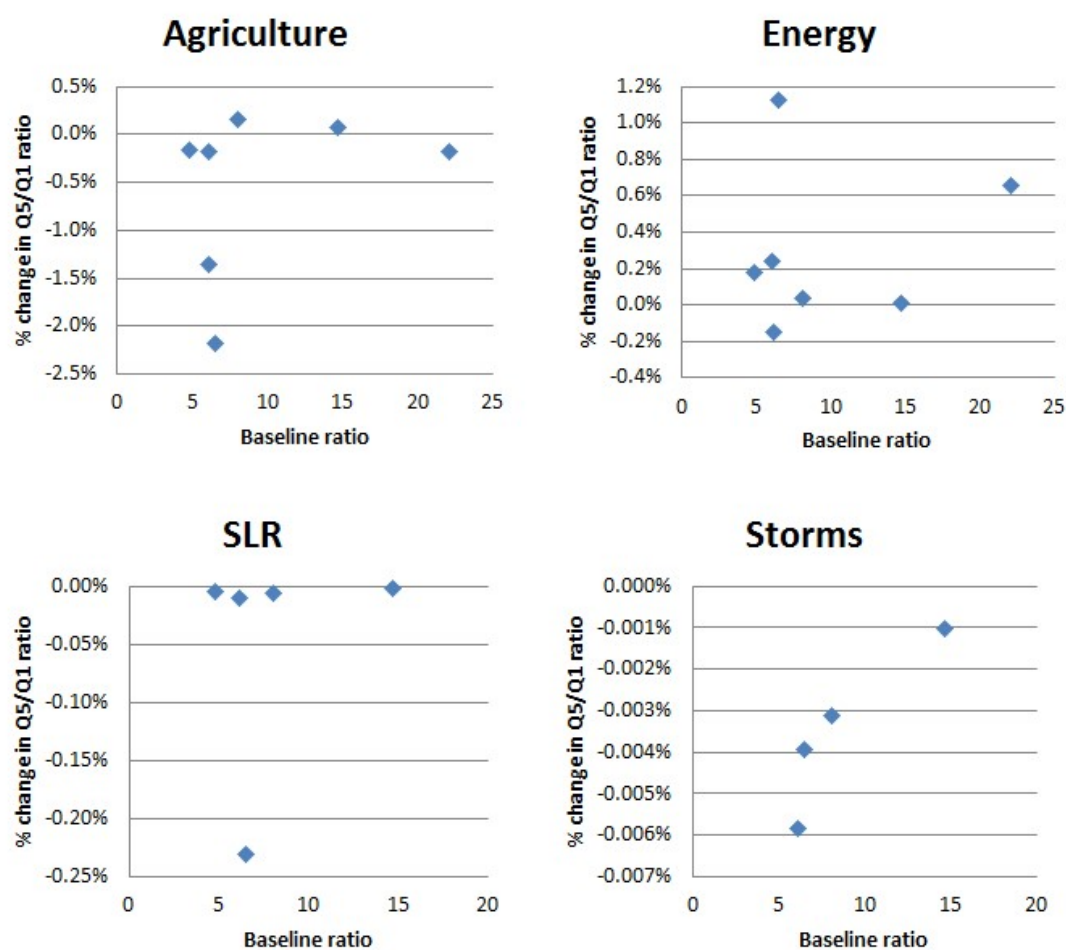 Agriculture
% change in Q5/Q1 ratio
0.5%
0.0%
-0.5%
-1.0%
-1.5%
-2.0%
-2.5%
0 5 10 15 20 25
Baseline ratio
Energy
% change in Q5/Q1 ratio
1.2%
1.0%
0.8%
0.6%
0.4%
0.2%
0.0%
-0.2%
-0.4%
0 5 10 15 20 25
Baseline ratio
SLR
% change in Q5/Q1 ratio
0.00%
-0.05%
-0.10%
-0.15%
-0.20%
-0.25%
0 5 10 15 20
Baseline ratio
Storms
% change in Q5/Q1 ratio
0.000%
-0.001%
-0.002%
-0.003%
-0.004%
-0.005%
-0.006%
-0.007%
0 5 10 15 20
Baseline ratio